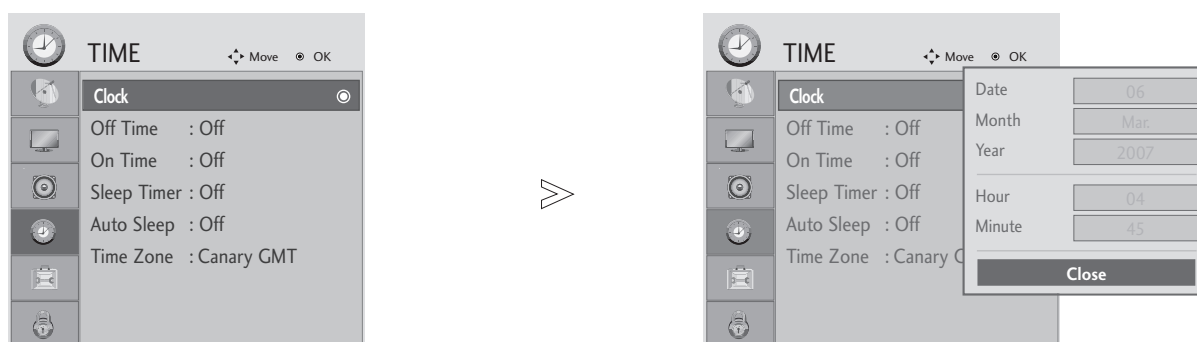 TIME Move OK
Clock
Off Time : Off
On Time : Off
Sleep Timer : Off
Auto Sleep : Off
Time Zone : Canary GMT
TIME Move OK
Clock
Off Time : Off
On Time : Off
Sleep Timer : Off
Auto Sleep : Off
Time Zone : Canary G
Date 06
Month Mar.
Year 2007
Hour 04
Minute 45
Close